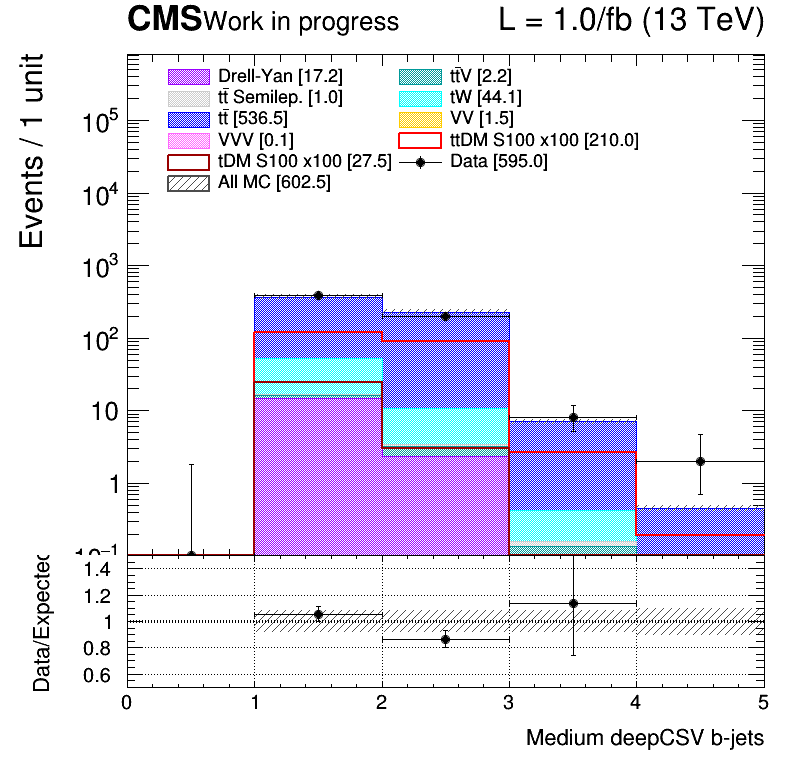 CMS Work in progress L = 1.0/fb (13 TeV)
Events / 1 unit
Drell-Yan [17.2] tt̄V [2.2]
tt̄ Semilep. [1.0] tW [44.1]
tt̄ [536.5] VV [1.5]
VVV [0.1] ttDM S100 x100 [210.0]
tDM S100 x100 [27.5] Data [595.0]
All MC [602.5]
10⁵
10⁴
10³
10²
10
1
10⁻¹
Data/Expected
1.4
1.2
1
0.8
0.6
0 1 2 3 4 5
Medium deepCSV b-jets